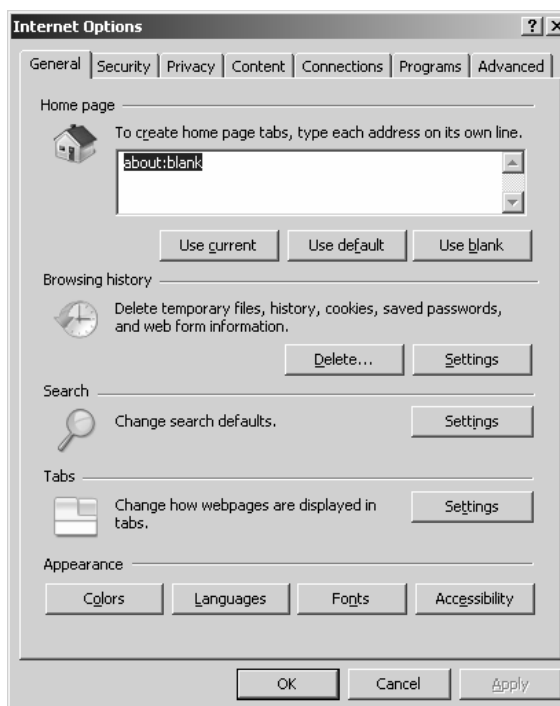 Internet Options
General Security Privacy Content Connections Programs Advanced
Home page
To create home page tabs, type each address on its own line.
about:blank
Use current Use default Use blank
Browsing history
Delete temporary files, history, cookies, saved passwords,
and web form information.
Delete... Settings
Search
Change search defaults.
Settings
Tabs
Change how webpages are displayed in
tabs.
Settings
Appearance
Colors Languages Fonts Accessibility
OK Cancel Apply